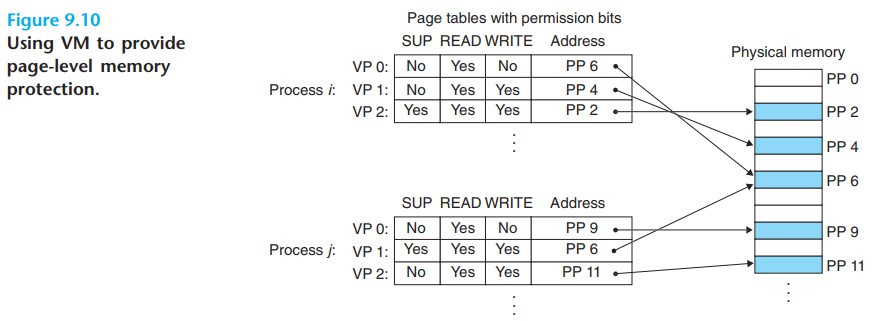 Figure 9.10
Using VM to provide
page-level memory
protection.
Page tables with permission bits
SUP READ WRITE Address
VP 0: No Yes No PP 6
Process i: VP 1: No Yes Yes PP 4
VP 2: Yes Yes Yes PP 2
SUP READ WRITE Address
VP 0: No Yes No PP 9
Process j: VP 1: Yes Yes Yes PP 6
VP 2: No Yes Yes PP 11
Physical memory
PP 0
PP 2
PP 4
PP 6
PP 9
PP 11